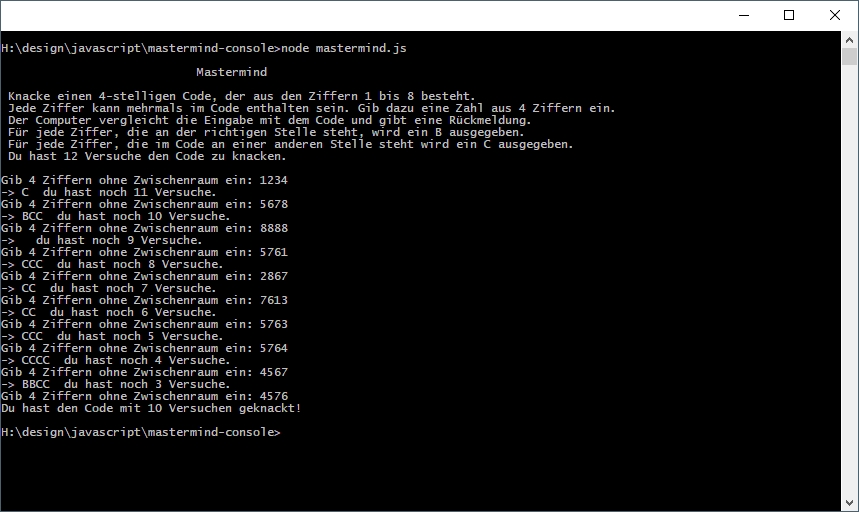 H:\design\javascript\mastermind-console>node mastermind.js
Mastermind
Knacke einen 4-stelligen Code, der aus den Ziffern 1 bis 8 besteht.
Jede Ziffer kann mehrmals im Code enthalten sein. Gib dazu eine Zahl aus 4 Ziffern ein.
Der Computer vergleicht die Eingabe mit dem Code und gibt eine Rückmeldung.
Für jede Ziffer, die an der richtigen Stelle steht, wird ein B ausgegeben.
Für jede Ziffer, die im Code an einer anderen Stelle steht wird ein C ausgegeben.
Du hast 12 Versuche den Code zu knacken.
Gib 4 Ziffern ohne Zwischenraum ein: 1234
-> C  du hast noch 11 Versuche.
Gib 4 Ziffern ohne Zwischenraum ein: 5678
-> BCC  du hast noch 10 Versuche.
Gib 4 Ziffern ohne Zwischenraum ein: 8888
->   du hast noch 9 Versuche.
Gib 4 Ziffern ohne Zwischenraum ein: 5761
-> CCC  du hast noch 8 Versuche.
Gib 4 Ziffern ohne Zwischenraum ein: 2867
-> CC  du hast noch 7 Versuche.
Gib 4 Ziffern ohne Zwischenraum ein: 7613
-> CC  du hast noch 6 Versuche.
Gib 4 Ziffern ohne Zwischenraum ein: 5763
-> CCC  du hast noch 5 Versuche.
Gib 4 Ziffern ohne Zwischenraum ein: 5764
-> CCCC  du hast noch 4 Versuche.
Gib 4 Ziffern ohne Zwischenraum ein: 4567
-> BBCC  du hast noch 3 Versuche.
Gib 4 Ziffern ohne Zwischenraum ein: 4576
Du hast den Code mit 10 Versuchen geknackt!
H:\design\javascript\mastermind-console>